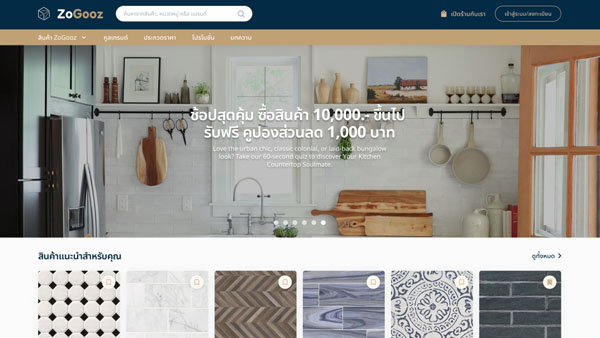 ZoGooz
ค้นหาจากสินค้า, หมวดหมู่ หรือ แบรนด์
เปิดร้านกับเรา
เข้าสู่ระบบ/ลงทะเบียน
สินค้า ZoGooz
ทุกเทรนด์
ประกวดราคา
โปรโมชั่น
บทความ
ช้อปสุดคุ้ม ซื้อสินค้า 10,000.- ขึ้นไป
รับฟรี คูปองส่วนลด 1,000 บาท
Love the urban chic, classic colonial, or laid-back bungalow
look? Take our 60-second quiz to discover Your Kitchen
Countertop Soulmate.
สินค้าแนะนำสำหรับคุณ
ดูทั้งหมด